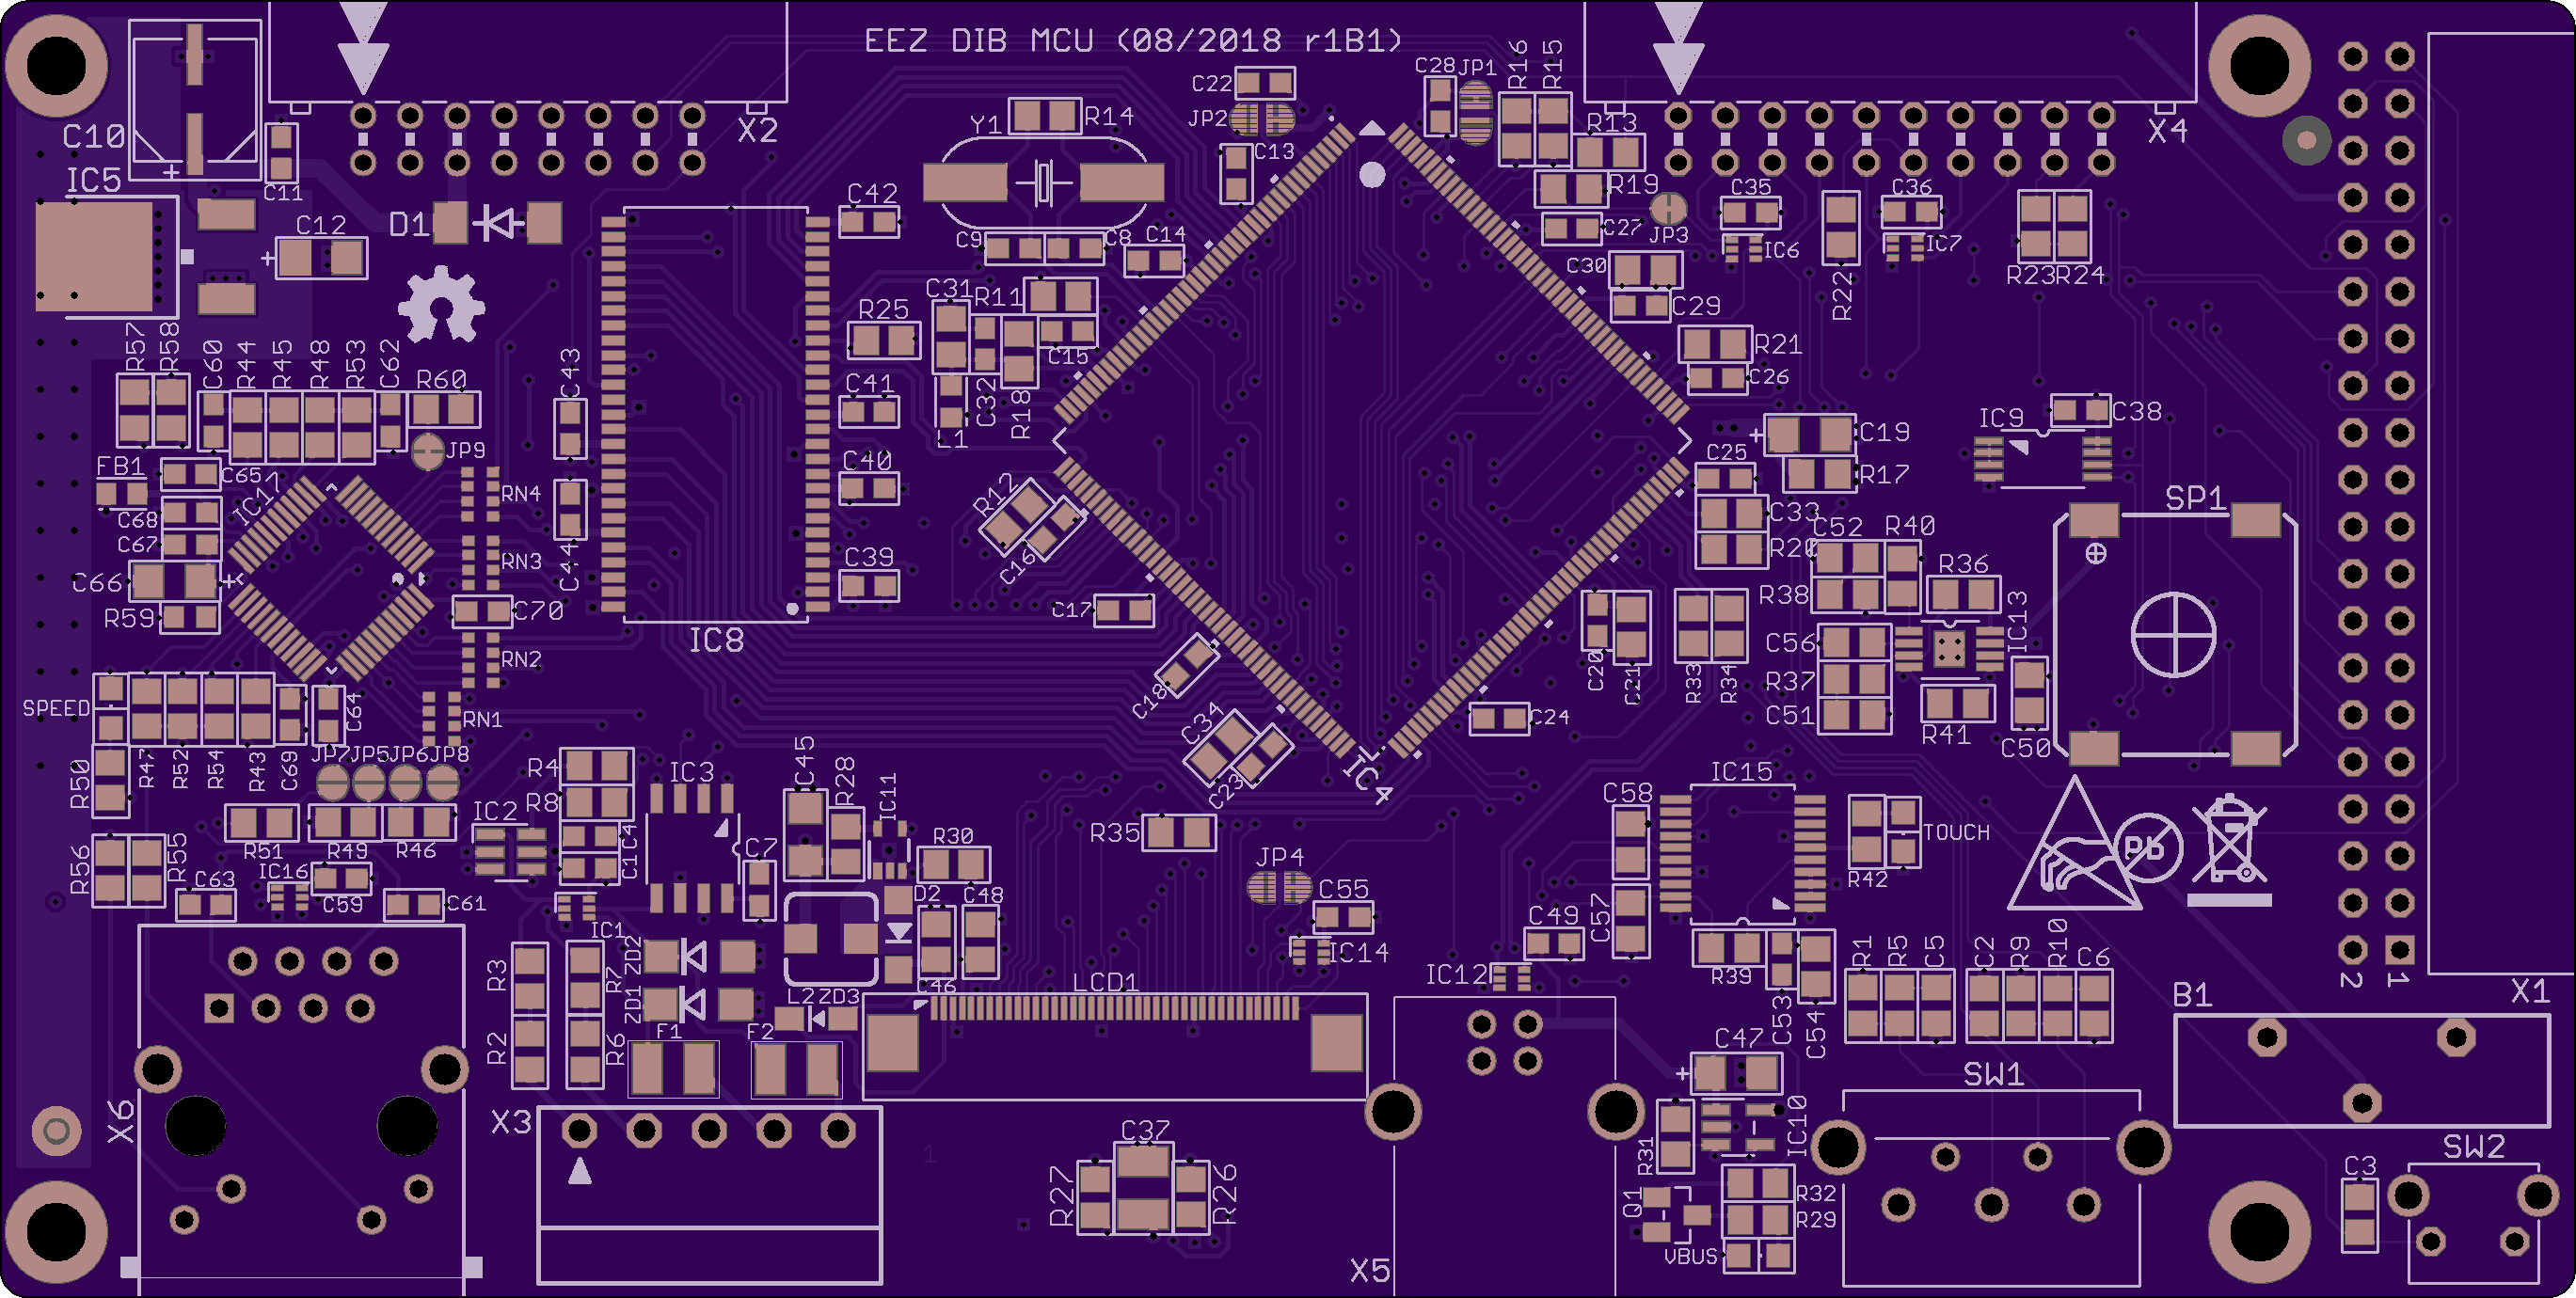 EEZ DIB MCU (08/2018 r1B1)
C10
IC5
C11
X2
D1
C12
C22
JP2
C28
JP1
R16
R15
R14
Y1
C13
R13
R19
X4
C42
C9
C8
C14
C27
JP3
C35
IC6
C36
IC7
R22
R23
R24
C30
C29
R57
R58
C60
R44
R45
R48
R53
C62
R60
C43
R25
C31
R11
C15
R21
C26
JP9
C41
C32
R18
L1
C19
IC9
C38
FB1
C65
IC17
RN4
C40
C25
R17
C68
C67
R12
C16
C33
R20
C52
R40
SP1
RN3
C44
C39
C66
R59
C70
C17
R38
R36
IC13
IC8
C20
C21
R33
R34
C56
RN2
R37
SPEED
C64
RN1
C18
C34
C24
C51
R41
C50
R50
R47
R52
R54
R43
C69
JP7
JP5
JP6
JP8
R4
R8
IC3
C45
R28
IC11
C23
IC4
IC15
C58
R51
R49
R46
IC2
C4
C1
R30
R35
TOUCH
Pb
R56
R55
IC16
C59
C7
JP4
R42
C63
C61
D2
C48
C55
C57
IC1
ZD2
C49
IC14
R39
R1
R5
C5
C2
R9
R10
C6
R3
R7
ZD1
L2
ZD3
C46
LCD1
IC12
C53
C54
2
1
X1
B1
R2
R6
F1
F2
C47
SW1
X6
X3
C37
R31
IC10
SW2
R27
R26
Q1
R32
R29
C3
VBUS
X5
1